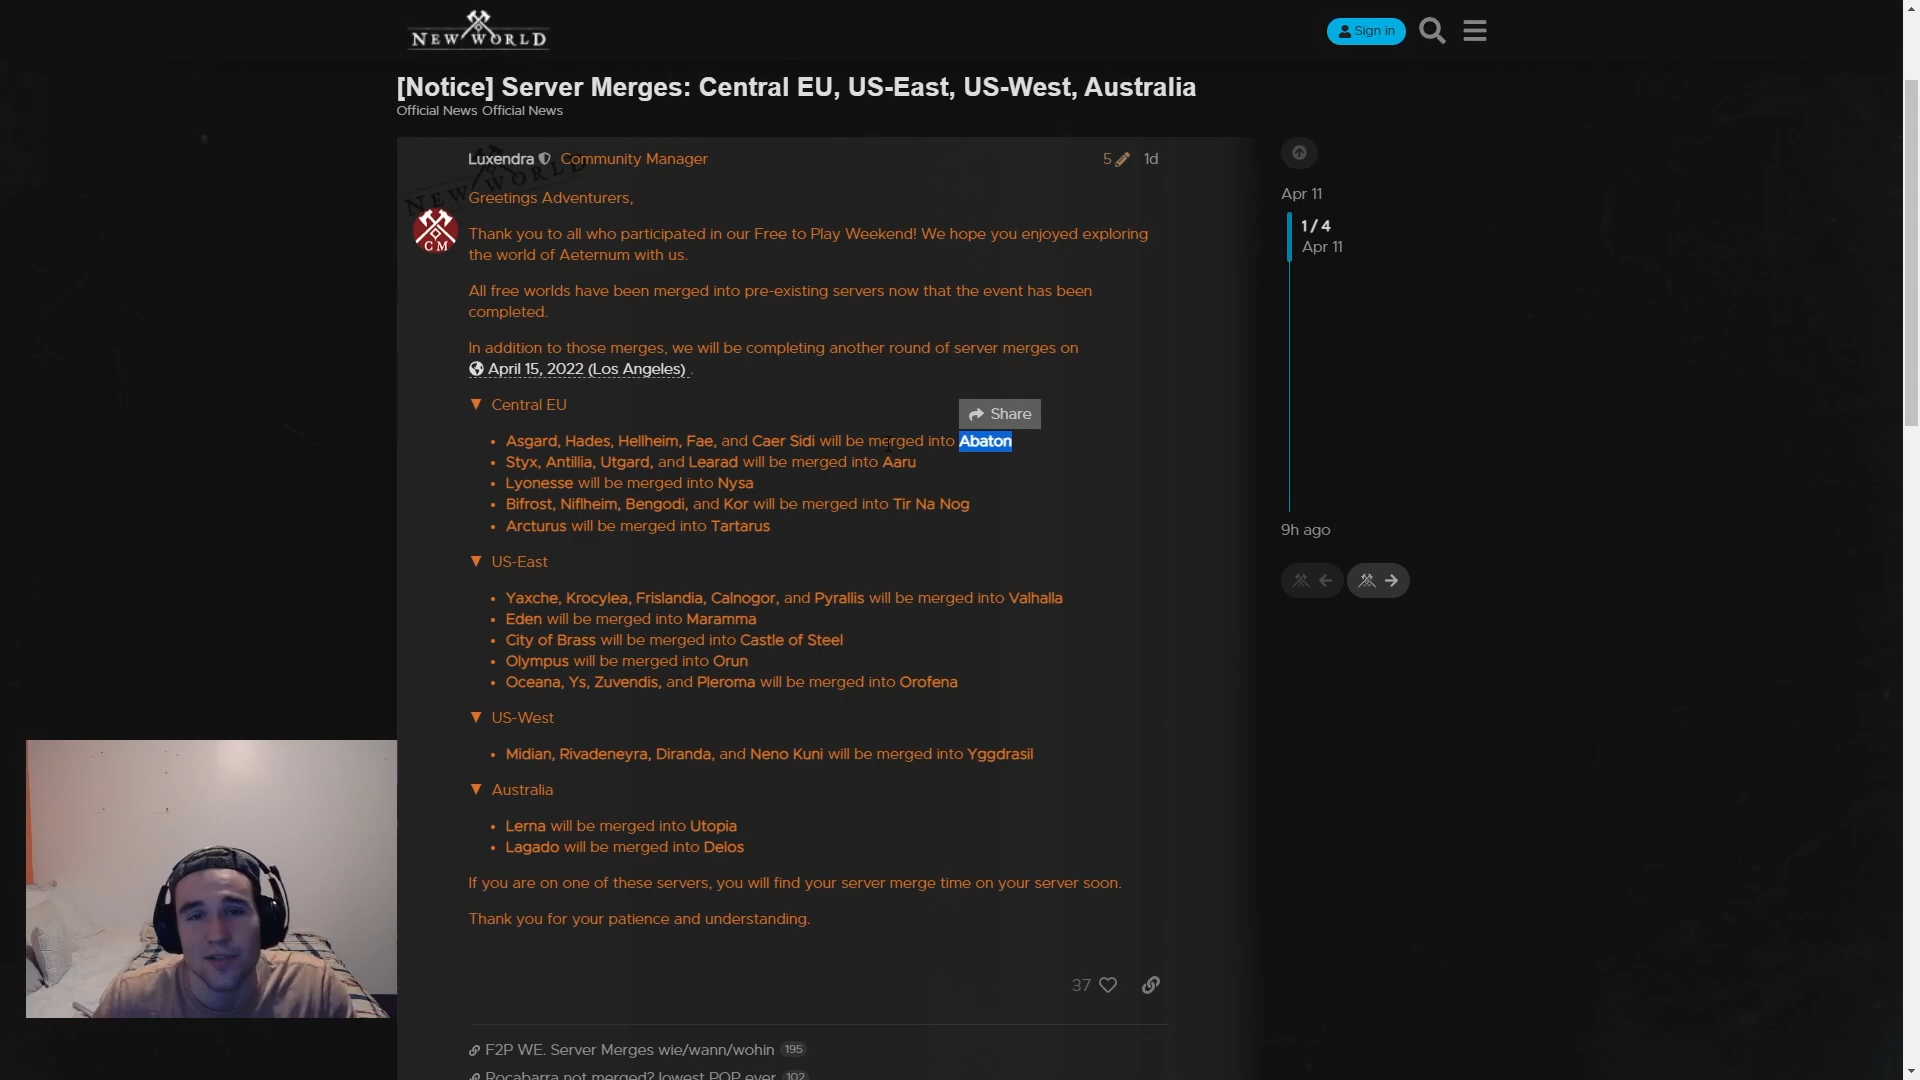 NEW WORLD
Sign in
[Notice] Server Merges: Central EU, US-East, US-West, Australia
Official News Official News
Luxendra Community Manager
5 1d
NEW WORLD
CM
Greetings Adventurers,
Thank you to all who participated in our Free to Play Weekend! We hope you enjoyed exploring
the world of Aeternum with us.
All free worlds have been merged into pre-existing servers now that the event has been
completed.
In addition to those merges, we will be completing another round of server merges on
April 15, 2022 (Los Angeles) .
Central EU
Share
• Asgard, Hades, Hellheim, Fae, and Caer Sidi will be merged into Abaton
• Styx, Antillia, Utgard, and Learad will be merged into Aaru
• Lyonesse will be merged into Nysa
• Bifrost, Niflheim, Bengodi, and Kor will be merged into Tir Na Nog
• Arcturus will be merged into Tartarus
US-East
• Yaxche, Krocylea, Frislandia, Calnogor, and Pyrallis will be merged into Valhalla
• Eden will be merged into Maramma
• City of Brass will be merged into Castle of Steel
• Olympus will be merged into Orun
• Oceana, Ys, Zuvendis, and Pleroma will be merged into Orofena
US-West
• Midian, Rivadeneyra, Diranda, and Neno Kuni will be merged into Yggdrasil
Australia
• Lerna will be merged into Utopia
• Lagado will be merged into Delos
If you are on one of these servers, you will find your server merge time on your server soon.
Thank you for your patience and understanding.
37
F2P WE. Server Merges wie/wann/wohin 195
Rocabarra not merged? lowest POP ever 102
Apr 11
1 / 4
Apr 11
9h ago